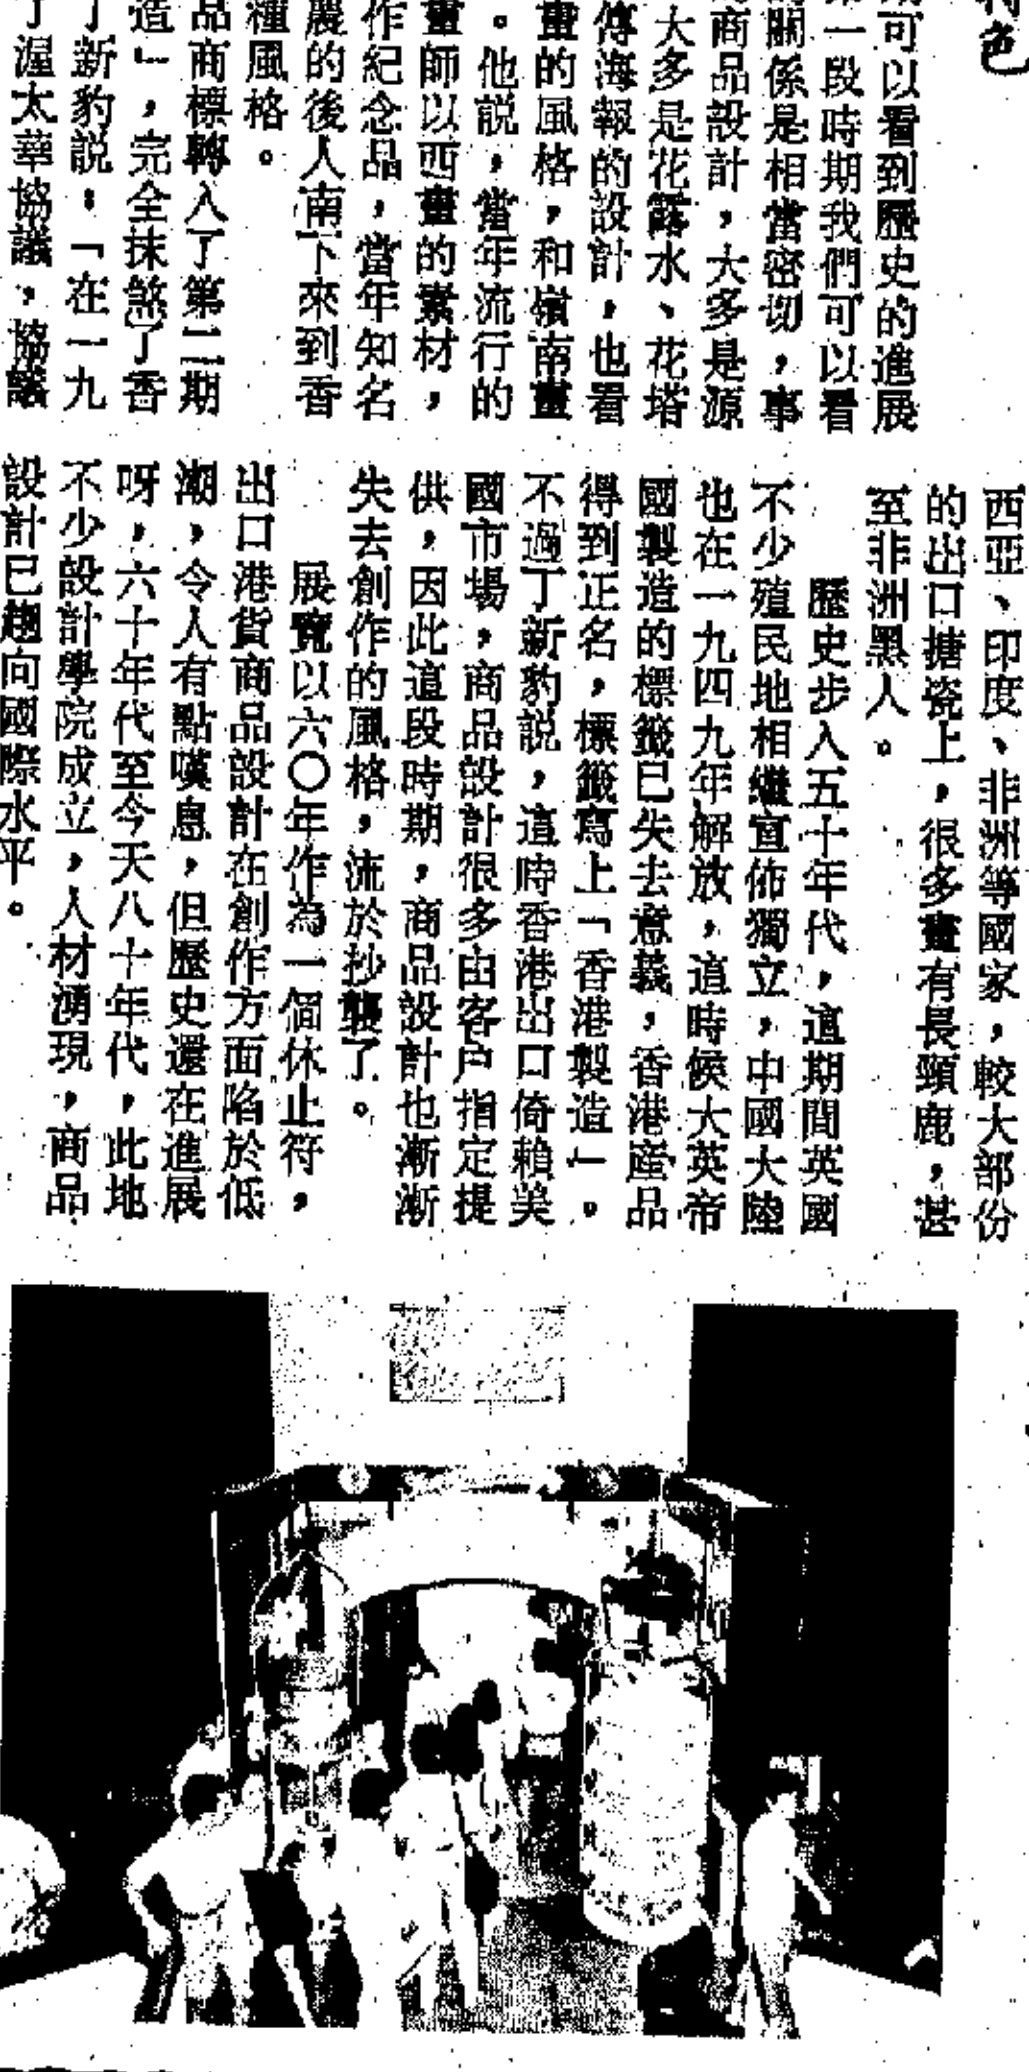 特色
可以看到歷史的進展
一段時期我們可以看
關係是相當密切，事
商品設計，大多是源
大多是花露水、花塔
傳海報的設計，也看
畫的風格，和嶺南畫
。他說，當年流行的
畫師以西畫的素材，
作紀念品，當年知名
農的後人南下來到香
種風格。
品商標轉入了第二期
造」，完全抹煞了香
丁新豹說：「在一九
了渥太華協議，協議
西亞、印度、非洲等國家，較大部份
的出口搪瓷上，很多畫有長頸鹿，甚
至非洲黑人。
歷史步入五十年代，這期間英國
不少殖民地相繼宣佈獨立，中國大陸
也在一九四九年解放，這時候大英帝
國製造的標籤已失去意義，香港產品
得到正名，標籤寫上「香港製造」。
不過丁新豹說，這時香港出口倚賴美
國市場，商品設計很多由客戶指定提
供，因此這段時期，商品設計也漸漸
失去創作的風格，流於抄襲了。
展覽以六〇年作為一個休止符，
出口港貨商品設計在創作方面陷於低
潮，令人有點嘆息，但歷史還在進展
呀，六十年代至今天八十年代，此地
不少設計學院成立，人材湧現，商品
設計已趨向國際水平。